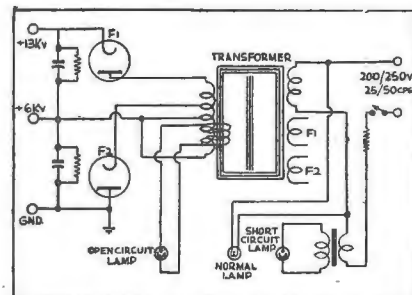 +13Kv
F1
TRANSFORMER
200/250V
25/50CPS
+6Kv
F1
F2
F2
GND.
OPEN CIRCUIT
LAMP
NORMAL
LAMP
SHORT
CIRCUIT
LAMP